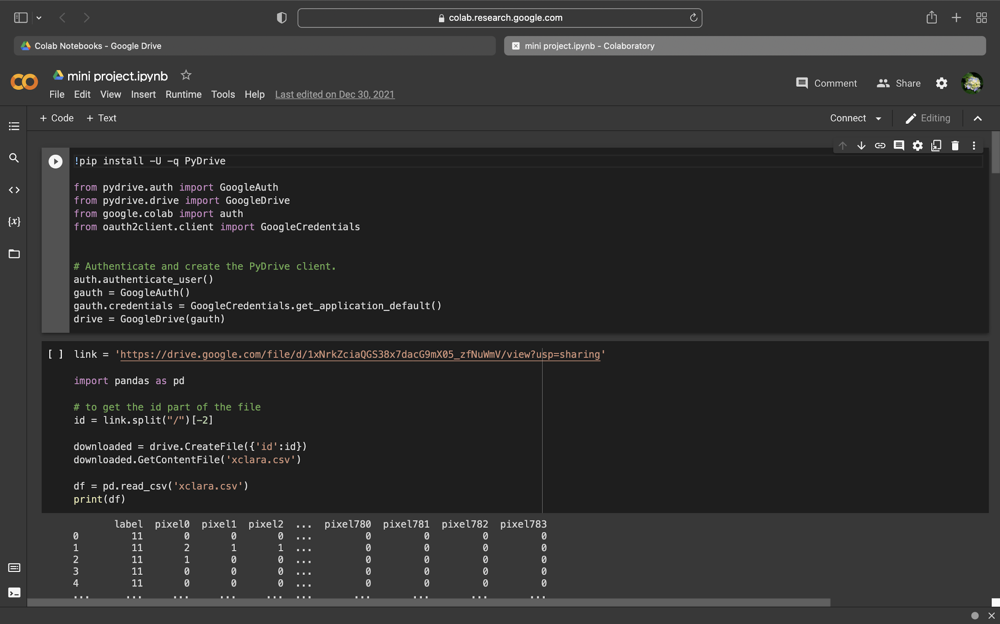 colab.research.google.com
Colab Notebooks - Google Drive
mini project.ipynb - Colaboratory
mini project.ipynb
File Edit View Insert Runtime Tools Help Last edited on Dec 30, 2021
Comment Share
+ Code + Text
Connect Editing
!pip install -U -q PyDrive
from pydrive.auth import GoogleAuth
from pydrive.drive import GoogleDrive
from google.colab import auth
from oauth2client.client import GoogleCredentials
# Authenticate and create the PyDrive client.
auth.authenticate_user()
gauth = GoogleAuth()
gauth.credentials = GoogleCredentials.get_application_default()
drive = GoogleDrive(gauth)
[ ] link = 'https://drive.google.com/file/d/1xNrkZciaQGS38x7dacG9mX05_zfNuWmV/view?usp=sharing'
import pandas as pd
# to get the id part of the file
id = link.split("/")[-2]
downloaded = drive.CreateFile({'id':id})
downloaded.GetContentFile('xclara.csv')
df = pd.read_csv('xclara.csv')
print(df)
label pixel0 pixel1 pixel2 ... pixel780 pixel781 pixel782 pixel783
0 11 0 0 0 ... 0 0 0 0
1 11 2 1 1 ... 0 0 0 0
2 11 1 0 0 ... 0 0 0 0
3 11 0 0 0 ... 0 0 0 0
4 11 0 0 0 ... 0 0 0 0
... ... ... ... ... ... ... ... ... ...